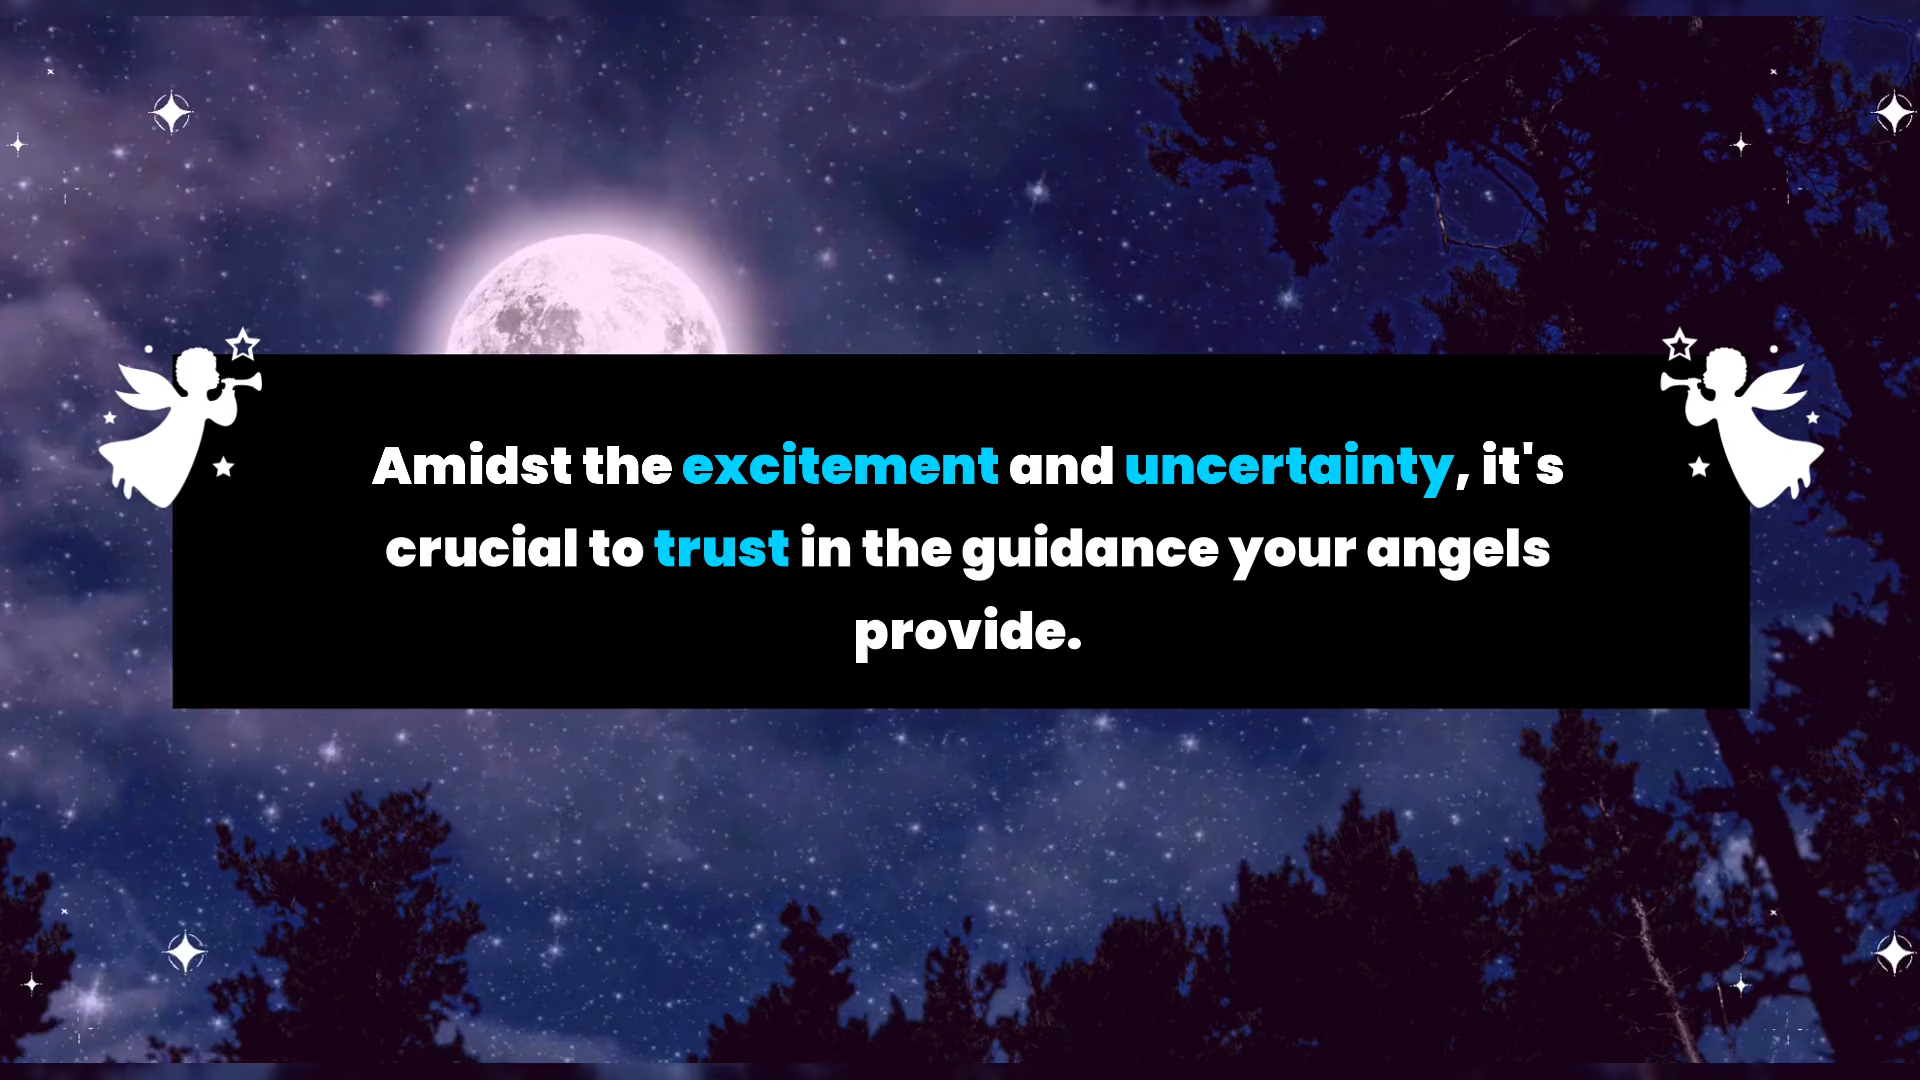 Amidst the excitement and uncertainty, it's
crucial to trust in the guidance your angels
provide.